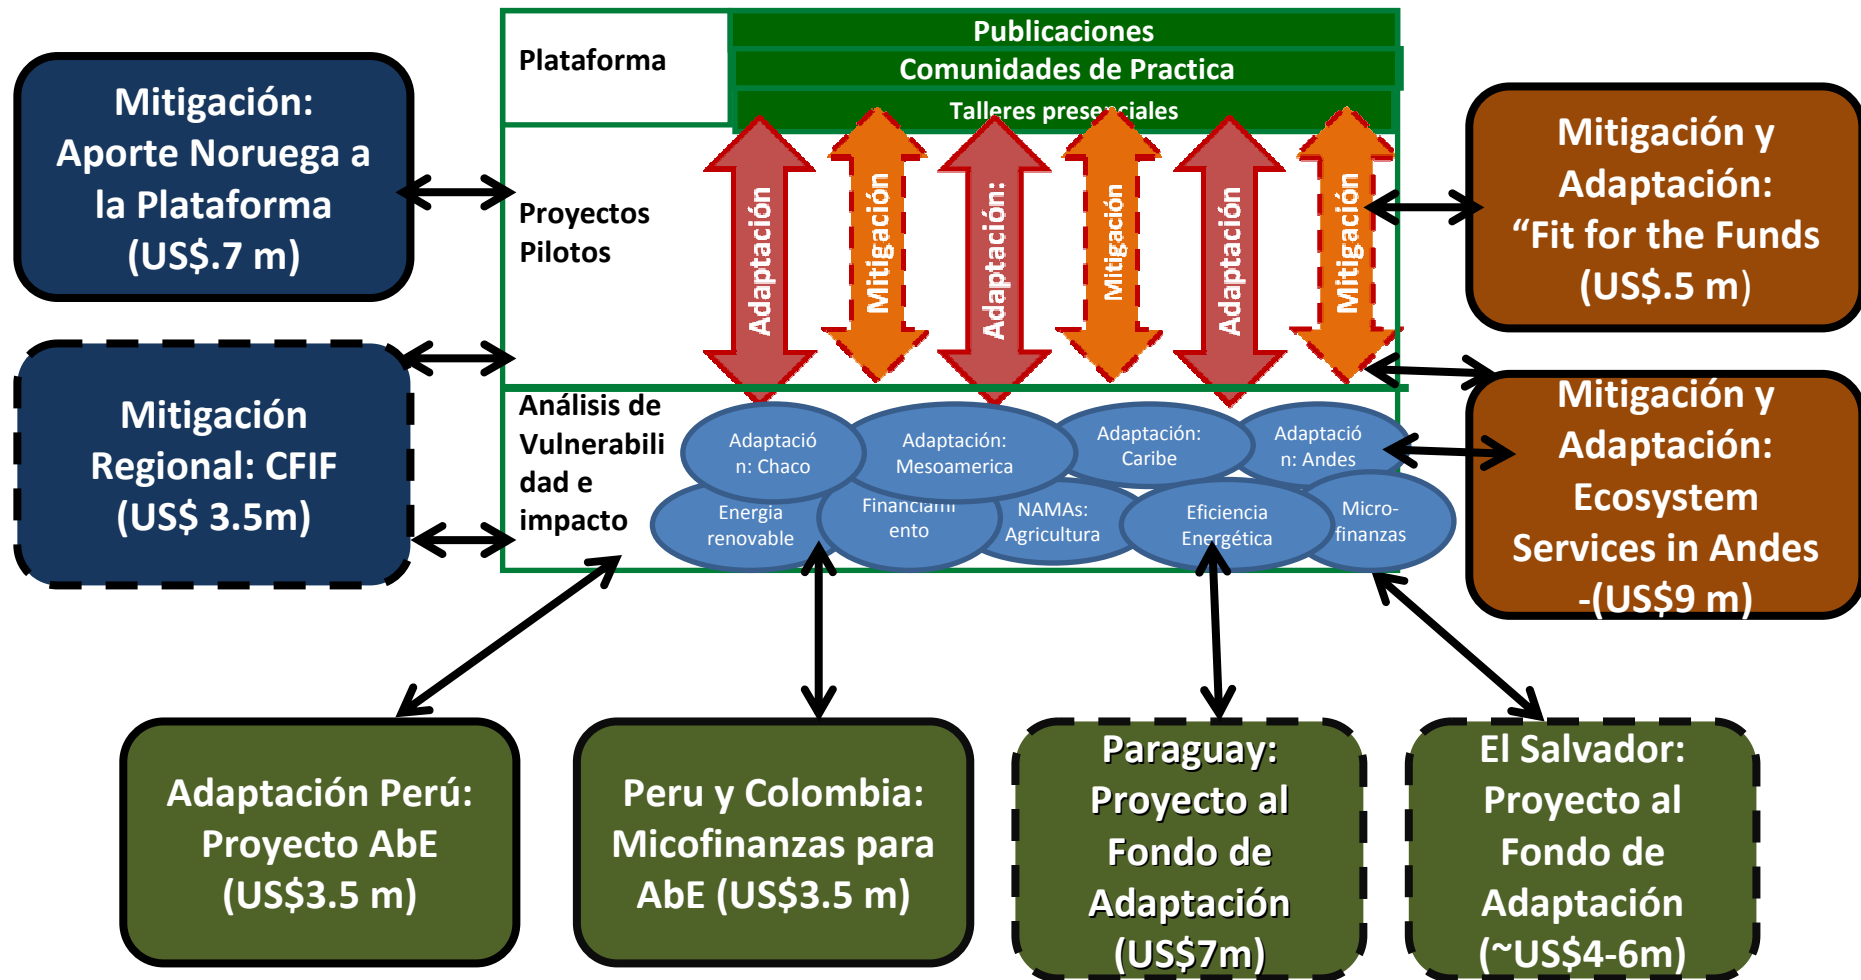 Publicaciones
Plataforma
Comunidades de Practica
Talleres presenciales
Mitigación:
Aporte Noruega a
la Plataforma
(US$.7 m)
Mitigación y
Adaptación:
“Fit for the Funds
(US$.5 m)
Proyectos
Pilotos
Adaptación
Mitigación
Adaptación:
Mitigación
Adaptación
Mitigación
Mitigación
Regional: CFIF
(US$ 3.5m)
Análisis de
Vulnerabili
dad e
impacto
Adaptació
n: Chaco
Adaptación:
Mesoamerica
Adaptación:
Caribe
Adaptació
n: Andes
Energia
renovable
Financiami
ento
NAMAs:
Agricultura
Eficiencia
Energética
Micro-
finanzas
Mitigación y
Adaptación:
Ecosystem
Services in Andes
-(US$9 m)
Adaptación Perú:
Proyecto AbE
(US$3.5 m)
Peru y Colombia:
Micofinanzas para
AbE (US$3.5 m)
Paraguay:
Proyecto al
Fondo de
Adaptación
(US$7m)
El Salvador:
Proyecto al
Fondo de
Adaptación
(~US$4-6m)